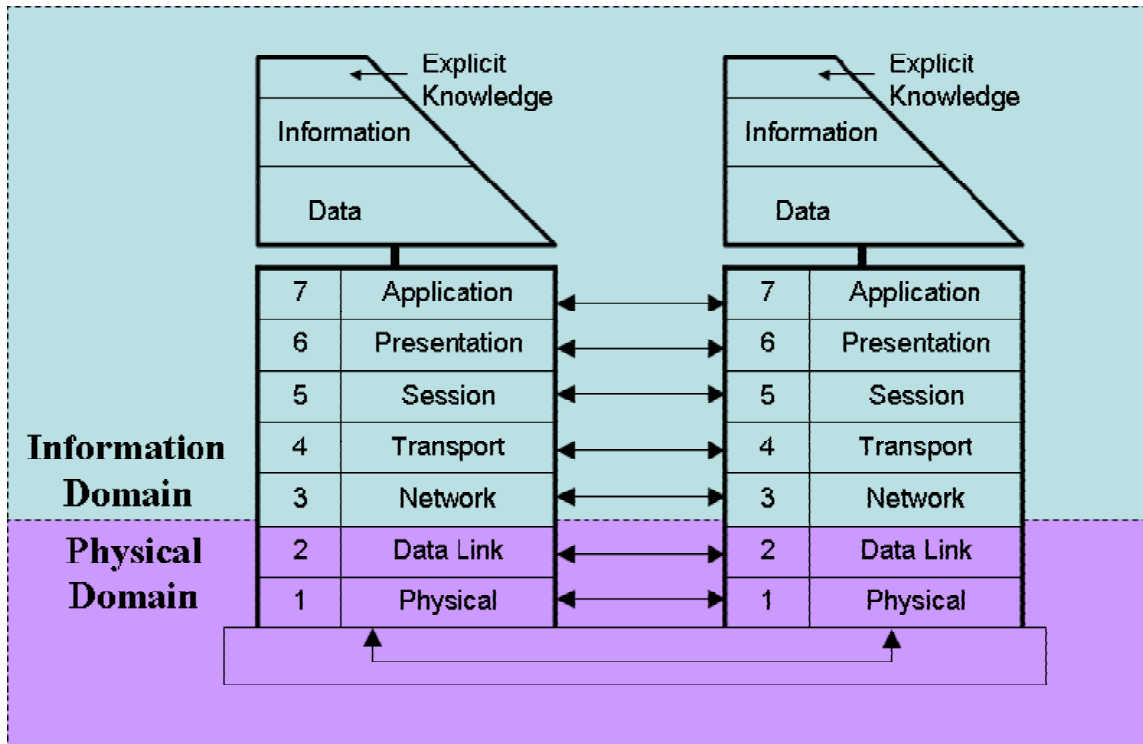 Explicit
Knowledge
Information
Data
Explicit
Knowledge
Information
Data
7 Application
6 Presentation
5 Session
4 Transport
3 Network
2 Data Link
1 Physical
7 Application
6 Presentation
5 Session
4 Transport
3 Network
2 Data Link
1 Physical
Information
Domain
Physical
Domain